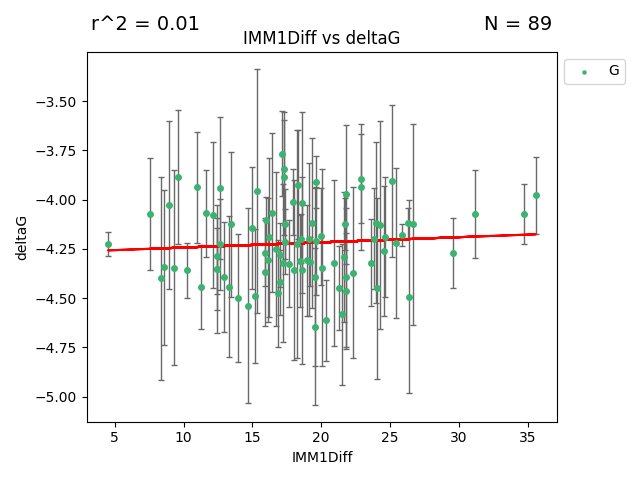 r^2 = 0.01
N = 89
IMM1Diff vs deltaG
G
deltaG
−3.50
−3.75
−4.00
−4.25
−4.50
−4.75
−5.00
5 10 15 20 25 30 35
IMM1Diff